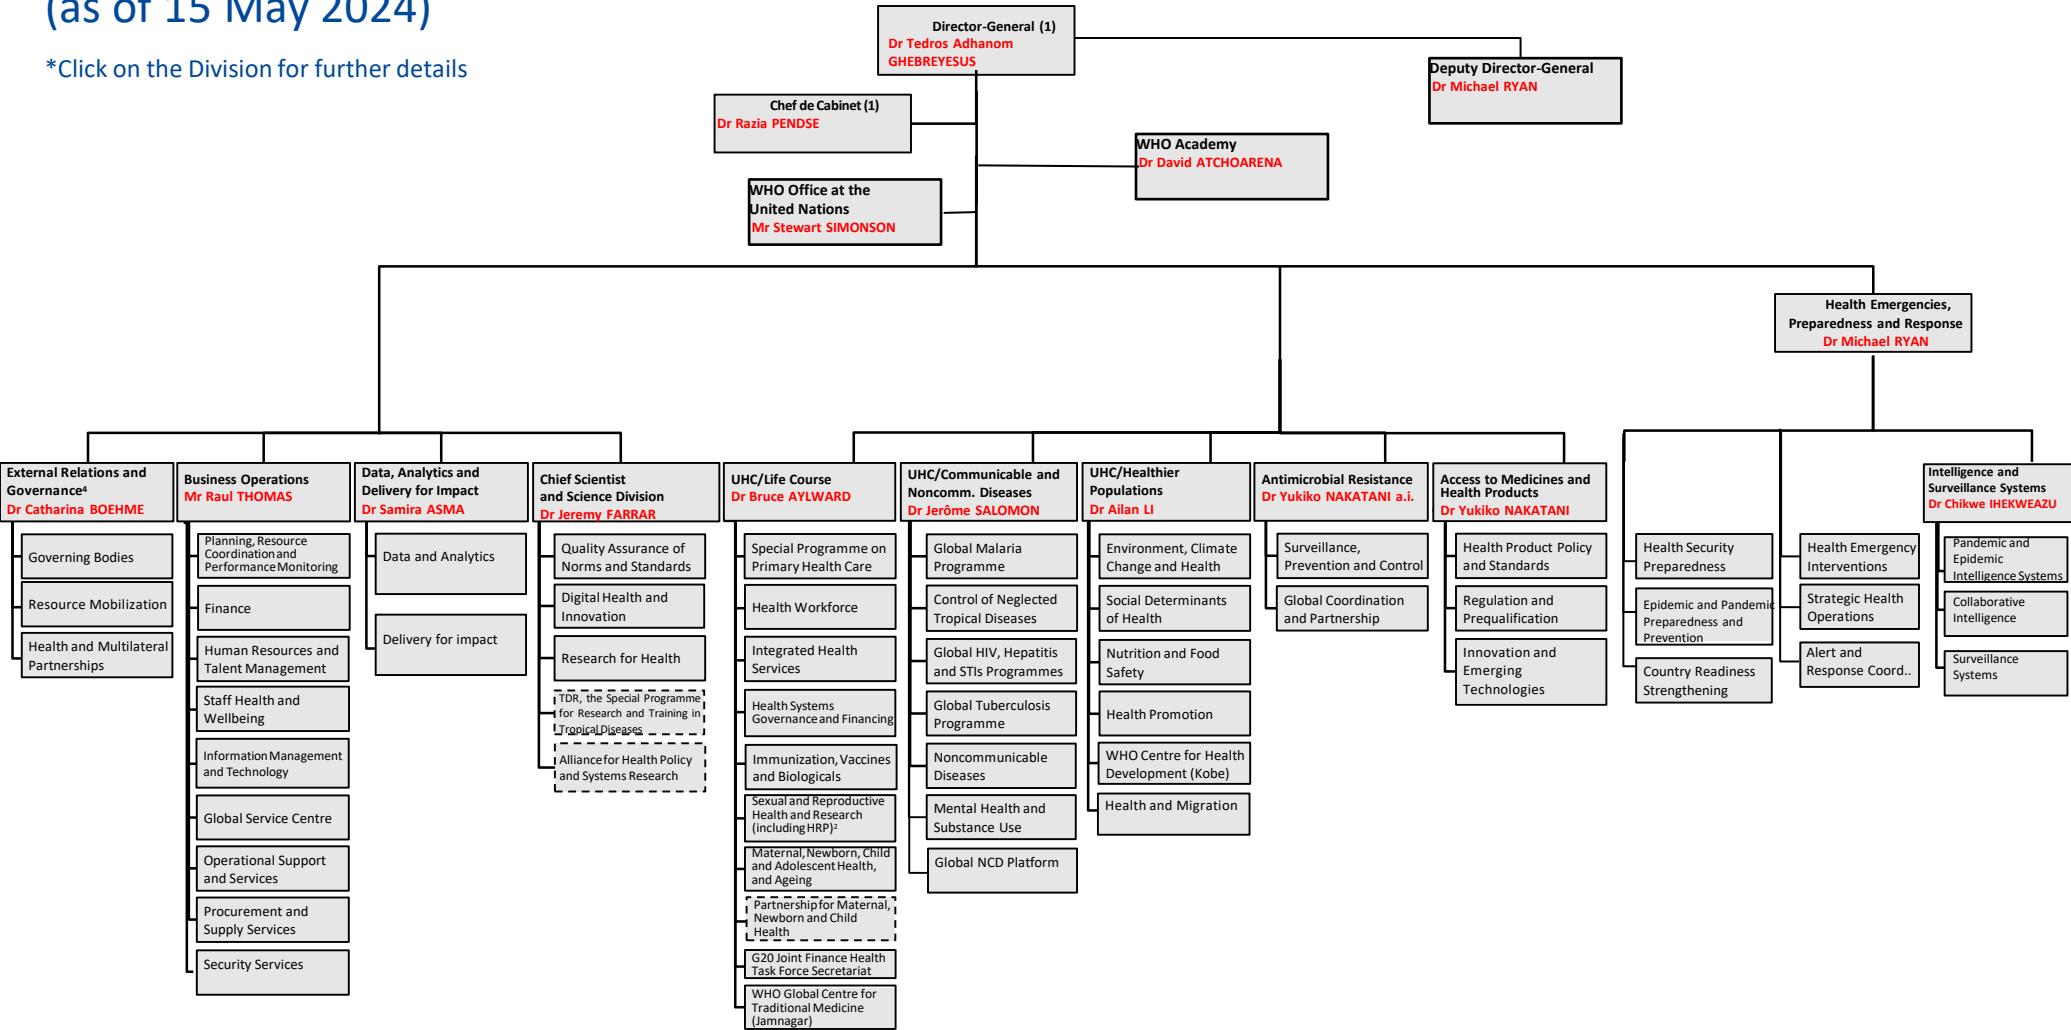 (as of 15 May 2024)
*Click on the Division for further details
Director-General (1)
Dr Tedros Adhanom
GHEBREYESUS
Deputy Director-General
Dr Michael RYAN
Chef de Cabinet (1)
Dr Razia PENDSE
WHO Academy
Dr David ATCHOARENA
WHO Office at the
United Nations
Mr Stewart SIMONSON
Health Emergencies,
Preparedness and Response
Dr Michael RYAN
External Relations and
Governance⁴
Dr Catharina BOEHME
Governing Bodies
Resource Mobilization
Health and Multilateral
Partnerships
Business Operations
Mr Raul THOMAS
Planning, Resource
Coordination and
Performance Monitoring
Finance
Human Resources and
Talent Management
Staff Health and
Wellbeing
Information Management
and Technology
Global Service Centre
Operational Support
and Services
Procurement and
Supply Services
Security Services
Data, Analytics and
Delivery for Impact
Dr Samira ASMA
Data and Analytics
Delivery for impact
Chief Scientist
and Science Division
Dr Jeremy FARRAR
Quality Assurance of
Norms and Standards
Digital Health and
Innovation
Research for Health
TDR, the Special Programme
for Research and Training in
Tropical Diseases
Alliance for Health Policy
and Systems Research
UHC/Life Course
Dr Bruce AYLWARD
Special Programme on
Primary Health Care
Health Workforce
Integrated Health
Services
Health Systems
Governance and Financing
Immunization, Vaccines
and Biologicals
Sexual and Reproductive
Health and Research
(including HRP)²
Maternal, Newborn, Child
and Adolescent Health,
and Ageing
Partnership for Maternal,
Newborn and Child
Health
G20 Joint Finance Health
Task Force Secretariat
WHO Global Centre for
Traditional Medicine
(Jamnagar)
UHC/Communicable and
Noncomm. Diseases
Dr Jerôme SALOMON
Global Malaria
Programme
Control of Neglected
Tropical Diseases
Global HIV, Hepatitis
and STIs Programmes
Global Tuberculosis
Programme
Noncommunicable
Diseases
Mental Health and
Substance Use
Global NCD Platform
UHC/Healthier
Populations
Dr Ailan LI
Environment, Climate
Change and Health
Social Determinants
of Health
Nutrition and Food
Safety
Health Promotion
WHO Centre for Health
Development (Kobe)
Health and Migration
Antimicrobial Resistance
Dr Yukiko NAKATANI a.i.
Surveillance,
Prevention and Control
Global Coordination
and Partnership
Access to Medicines and
Health Products
Dr Yukiko NAKATANI
Health Product Policy
and Standards
Regulation and
Prequalification
Innovation and
Emerging
Technologies
Health Security
Preparedness
Epidemic and Pandemic
Preparedness and
Prevention
Country Readiness
Strengthening
Health Emergency
Interventions
Strategic Health
Operations
Alert and
Response Coord..
Intelligence and
Surveillance Systems
Dr Chikwe IHEKWEAZU
Pandemic and
Epidemic
Intelligence Systems
Collaborative
Intelligence
Surveillance
Systems